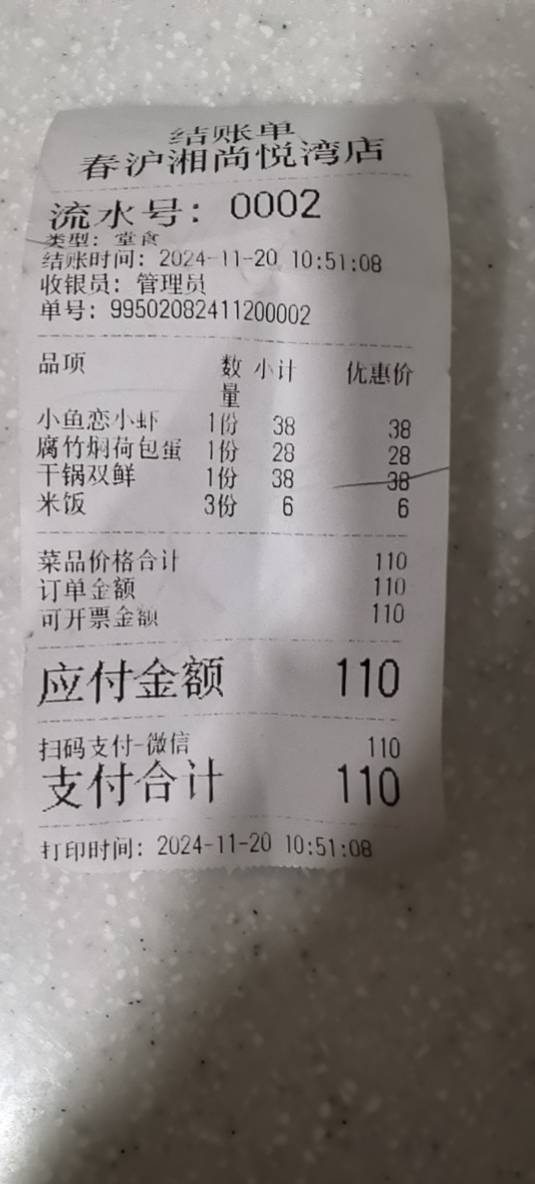 结账单
春沪湘尚悦湾店
流水号：0002
类型：堂食
结账时间：2024-11-20 10:51:08
收银员：管理员
单号：99502082411200002
品项 数量 小计 优惠价
小鱼恋小虾 1份 38 38
腐竹焖荷包蛋 1份 28 28
干锅双鲜 1份 38 38
米饭 3份 6 6
菜品价格合计 110
订单金额 110
可开票金额 110
应付金额 110
扫码支付-微信 110
支付合计 110
打印时间：2024-11-20 10:51:08